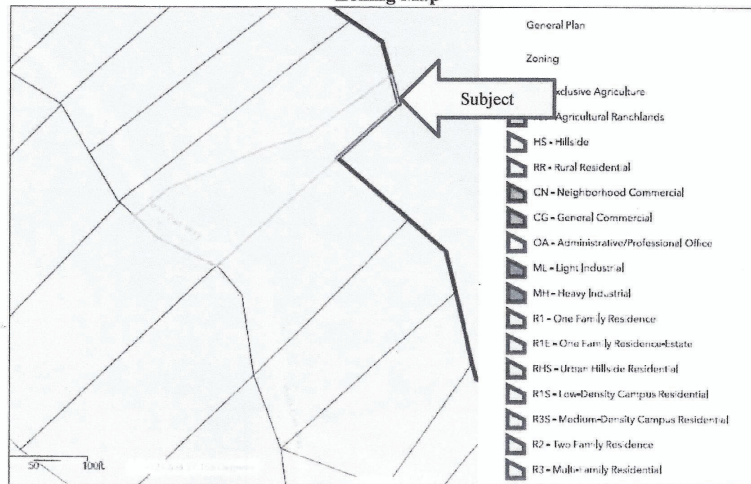 Zoning Map
General Plan
Zoning
Subject
xclusive Agriculture
Agricultural Ranchlands
HS - Hillside
RR - Rural Residential
CN - Neighborhood Commercial
CG - General Commercial
OA - Administrative/Professional Office
ML - Light Industrial
MH - Heavy Industrial
R1 - One Family Residence
R1E - One Family Residence-Estate
RHS - Urban Hillside Residential
R1S - Low-Density Campus Residential
R3S - Medium-Density Campus Residential
R2 - Two Family Residence
R3 - Multi-Family Residential
50 100ft